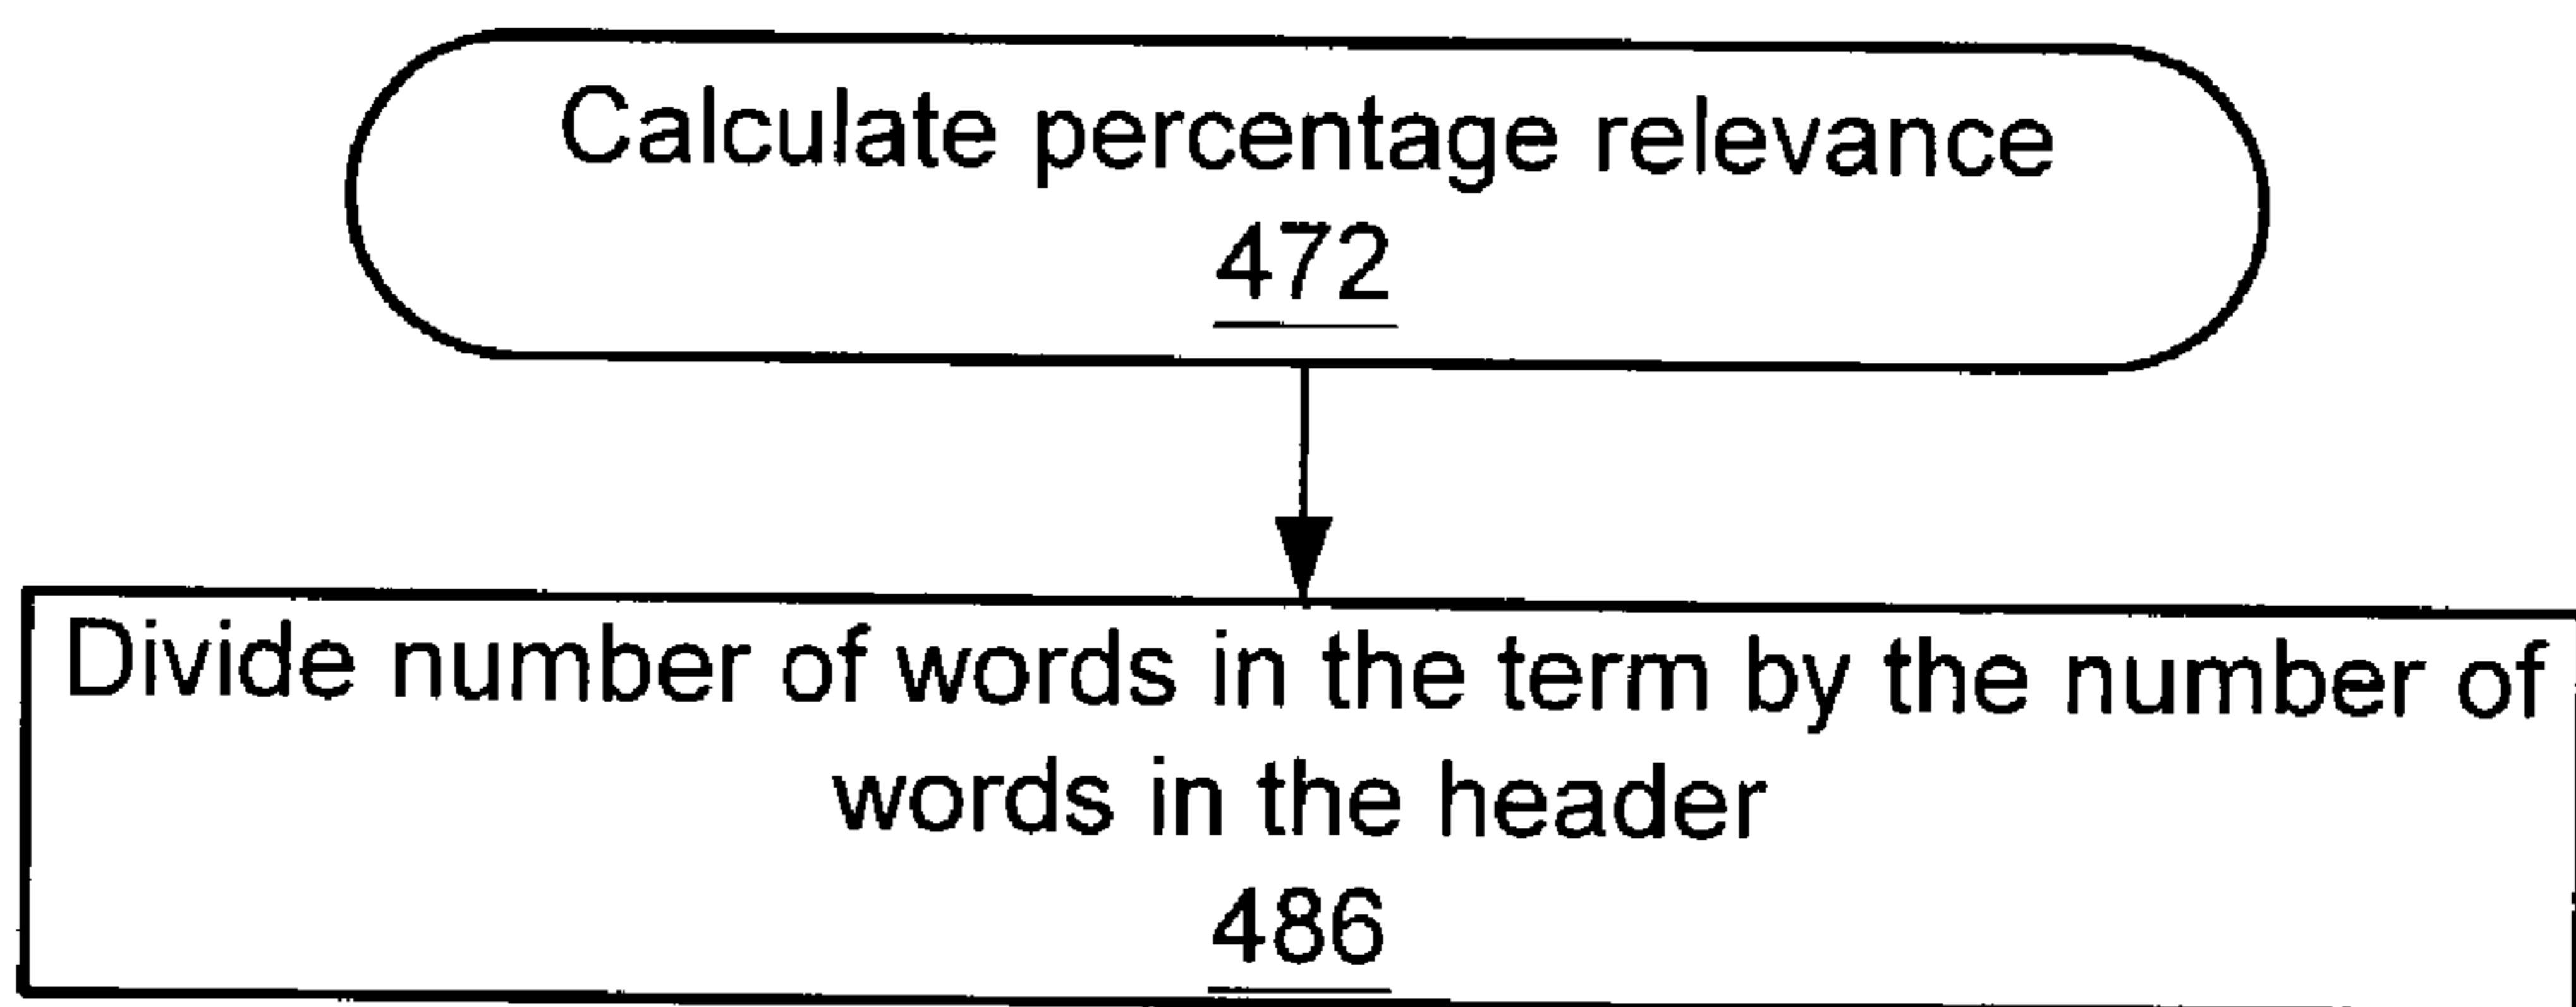 Calculate percentage relevance
472
Divide number of words in the term by the number of
words in the header
486